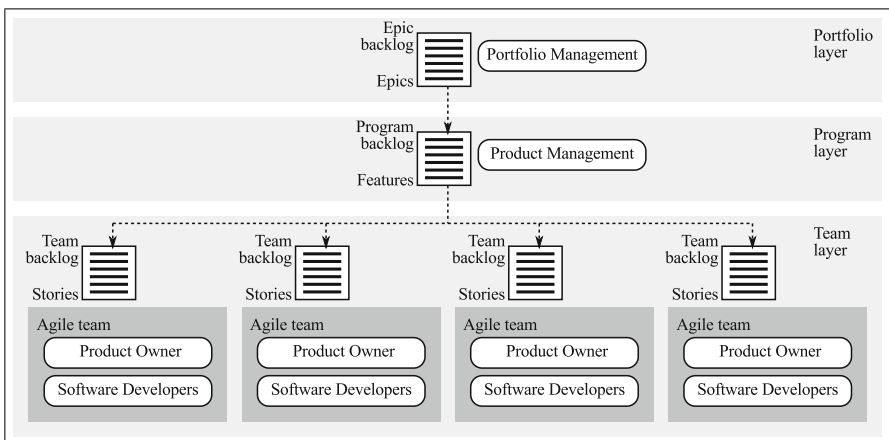 Epic
backlog
Epics
Portfolio Management
Portfolio
layer
Program
backlog
Features
Product Management
Program
layer
Team
layer
Team
backlog
Stories
Team
backlog
Stories
Team
backlog
Stories
Team
backlog
Stories
Agile team
Product Owner
Software Developers
Agile team
Product Owner
Software Developers
Agile team
Product Owner
Software Developers
Agile team
Product Owner
Software Developers